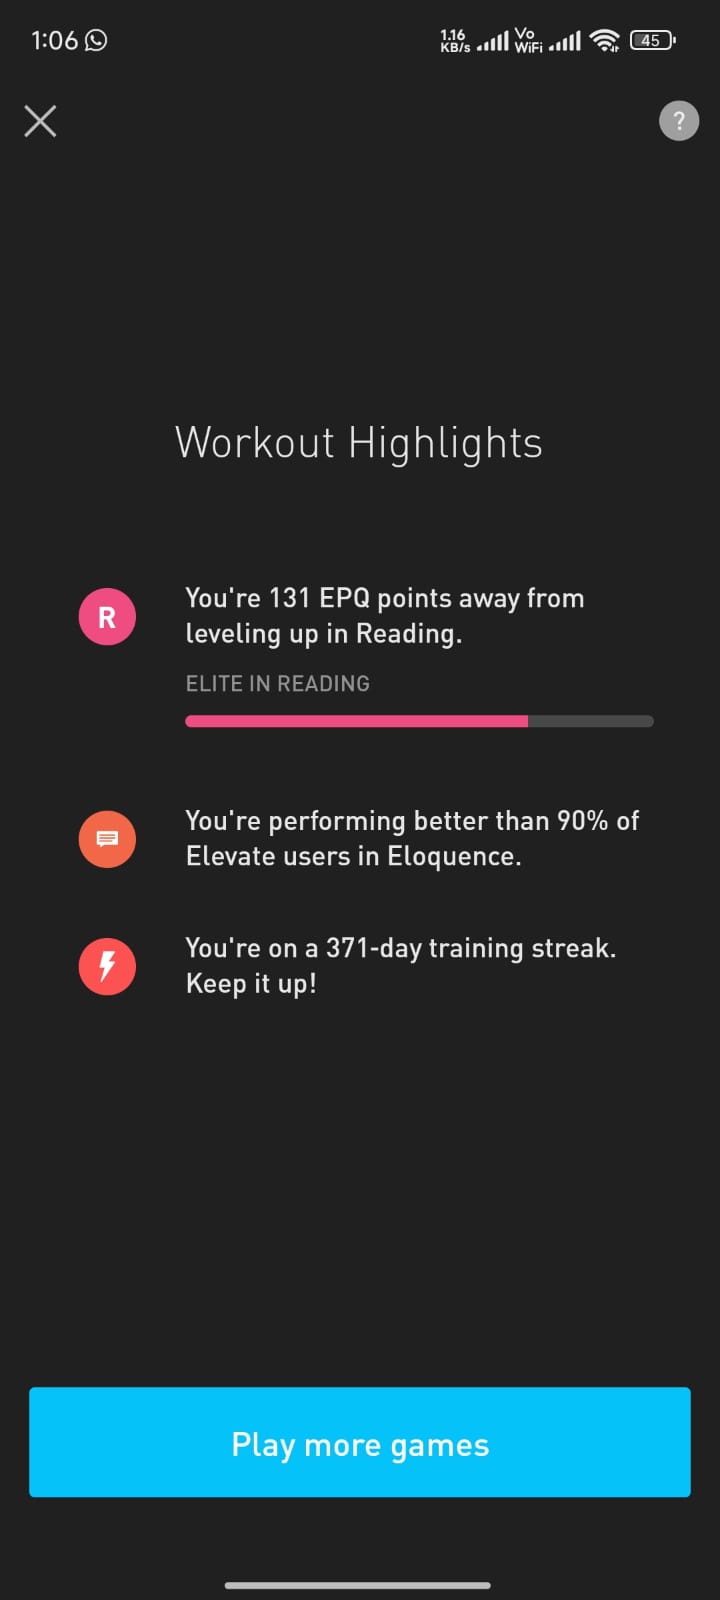 1:06
1.16 KB/s
Vo WiFi
45
?
Workout Highlights
R
You're 131 EPQ points away from
leveling up in Reading.
ELITE IN READING
You're performing better than 90% of
Elevate users in Eloquence.
You're on a 371-day training streak.
Keep it up!
Play more games